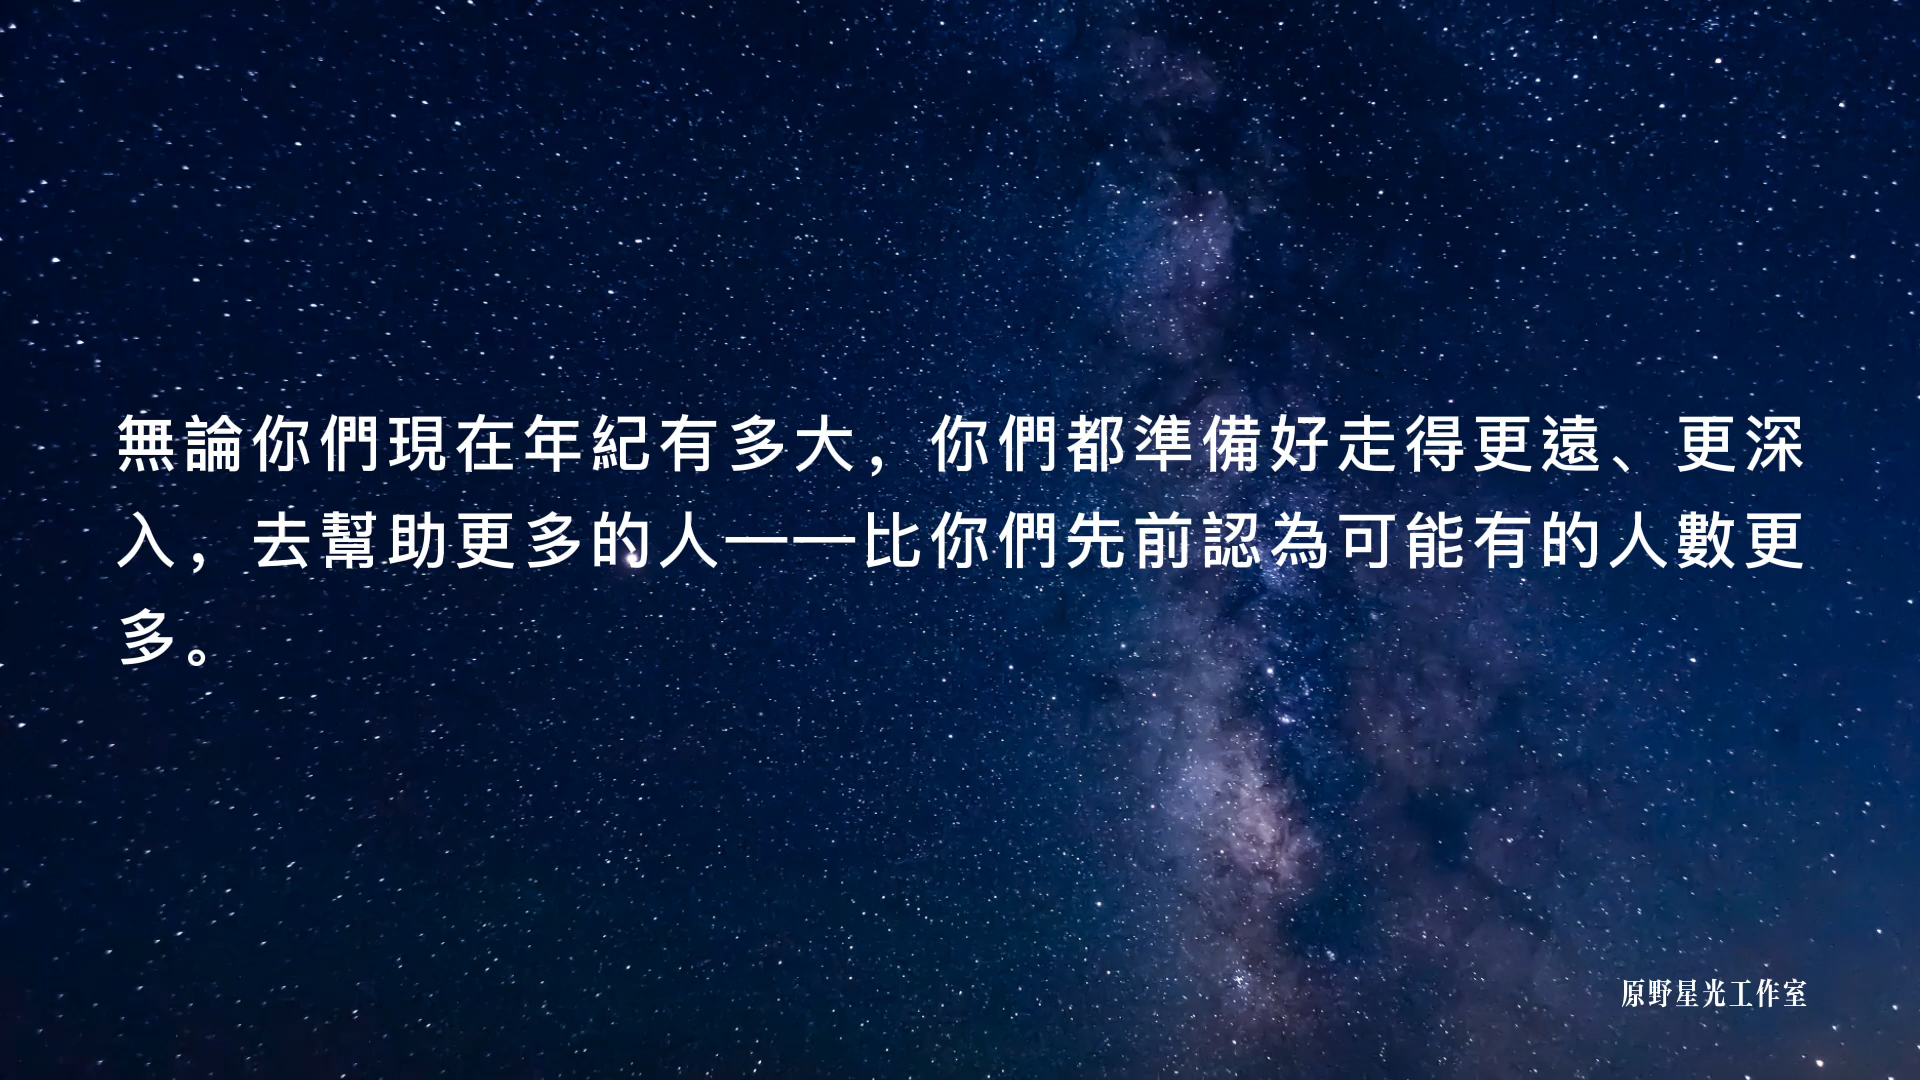 無論你們現在年紀有多大，你們都準備好走得更遠、更深
入，去幫助更多的人——比你們先前認為可能有的人數更
多。
原野星光工作室